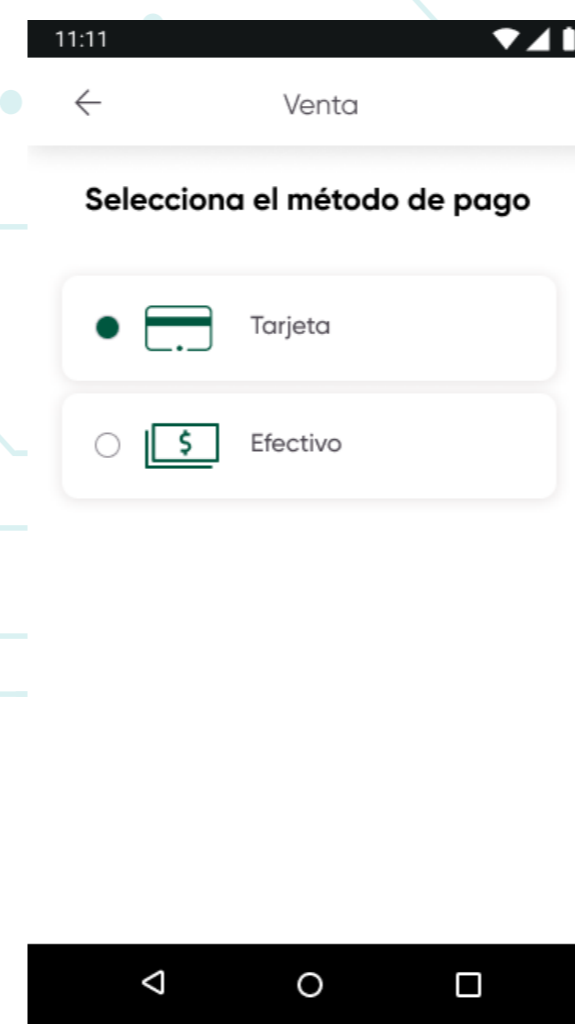 11:11
Venta
Selecciona el método de pago
Tarjeta
$
Efectivo